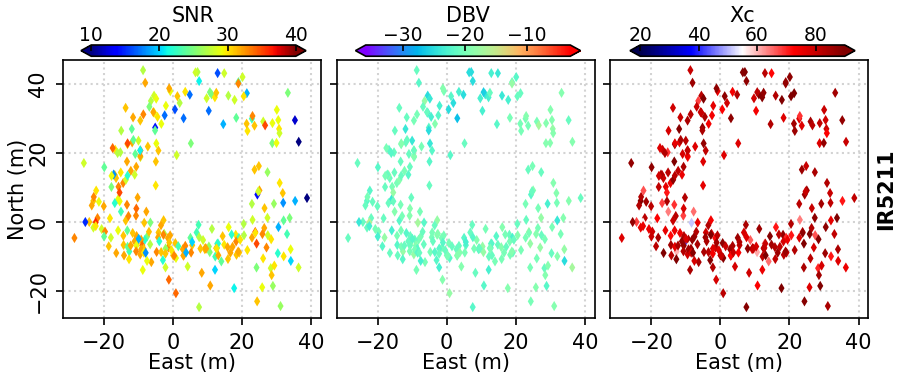 SNR DBV Xc
10 20 30 40 −30 −20 −10 20 40 60 80
40
20
0
−20
North (m)
IR5211
−20 0 20 40 −20 0 20 40 −20 0 20 40
East (m) East (m) East (m)